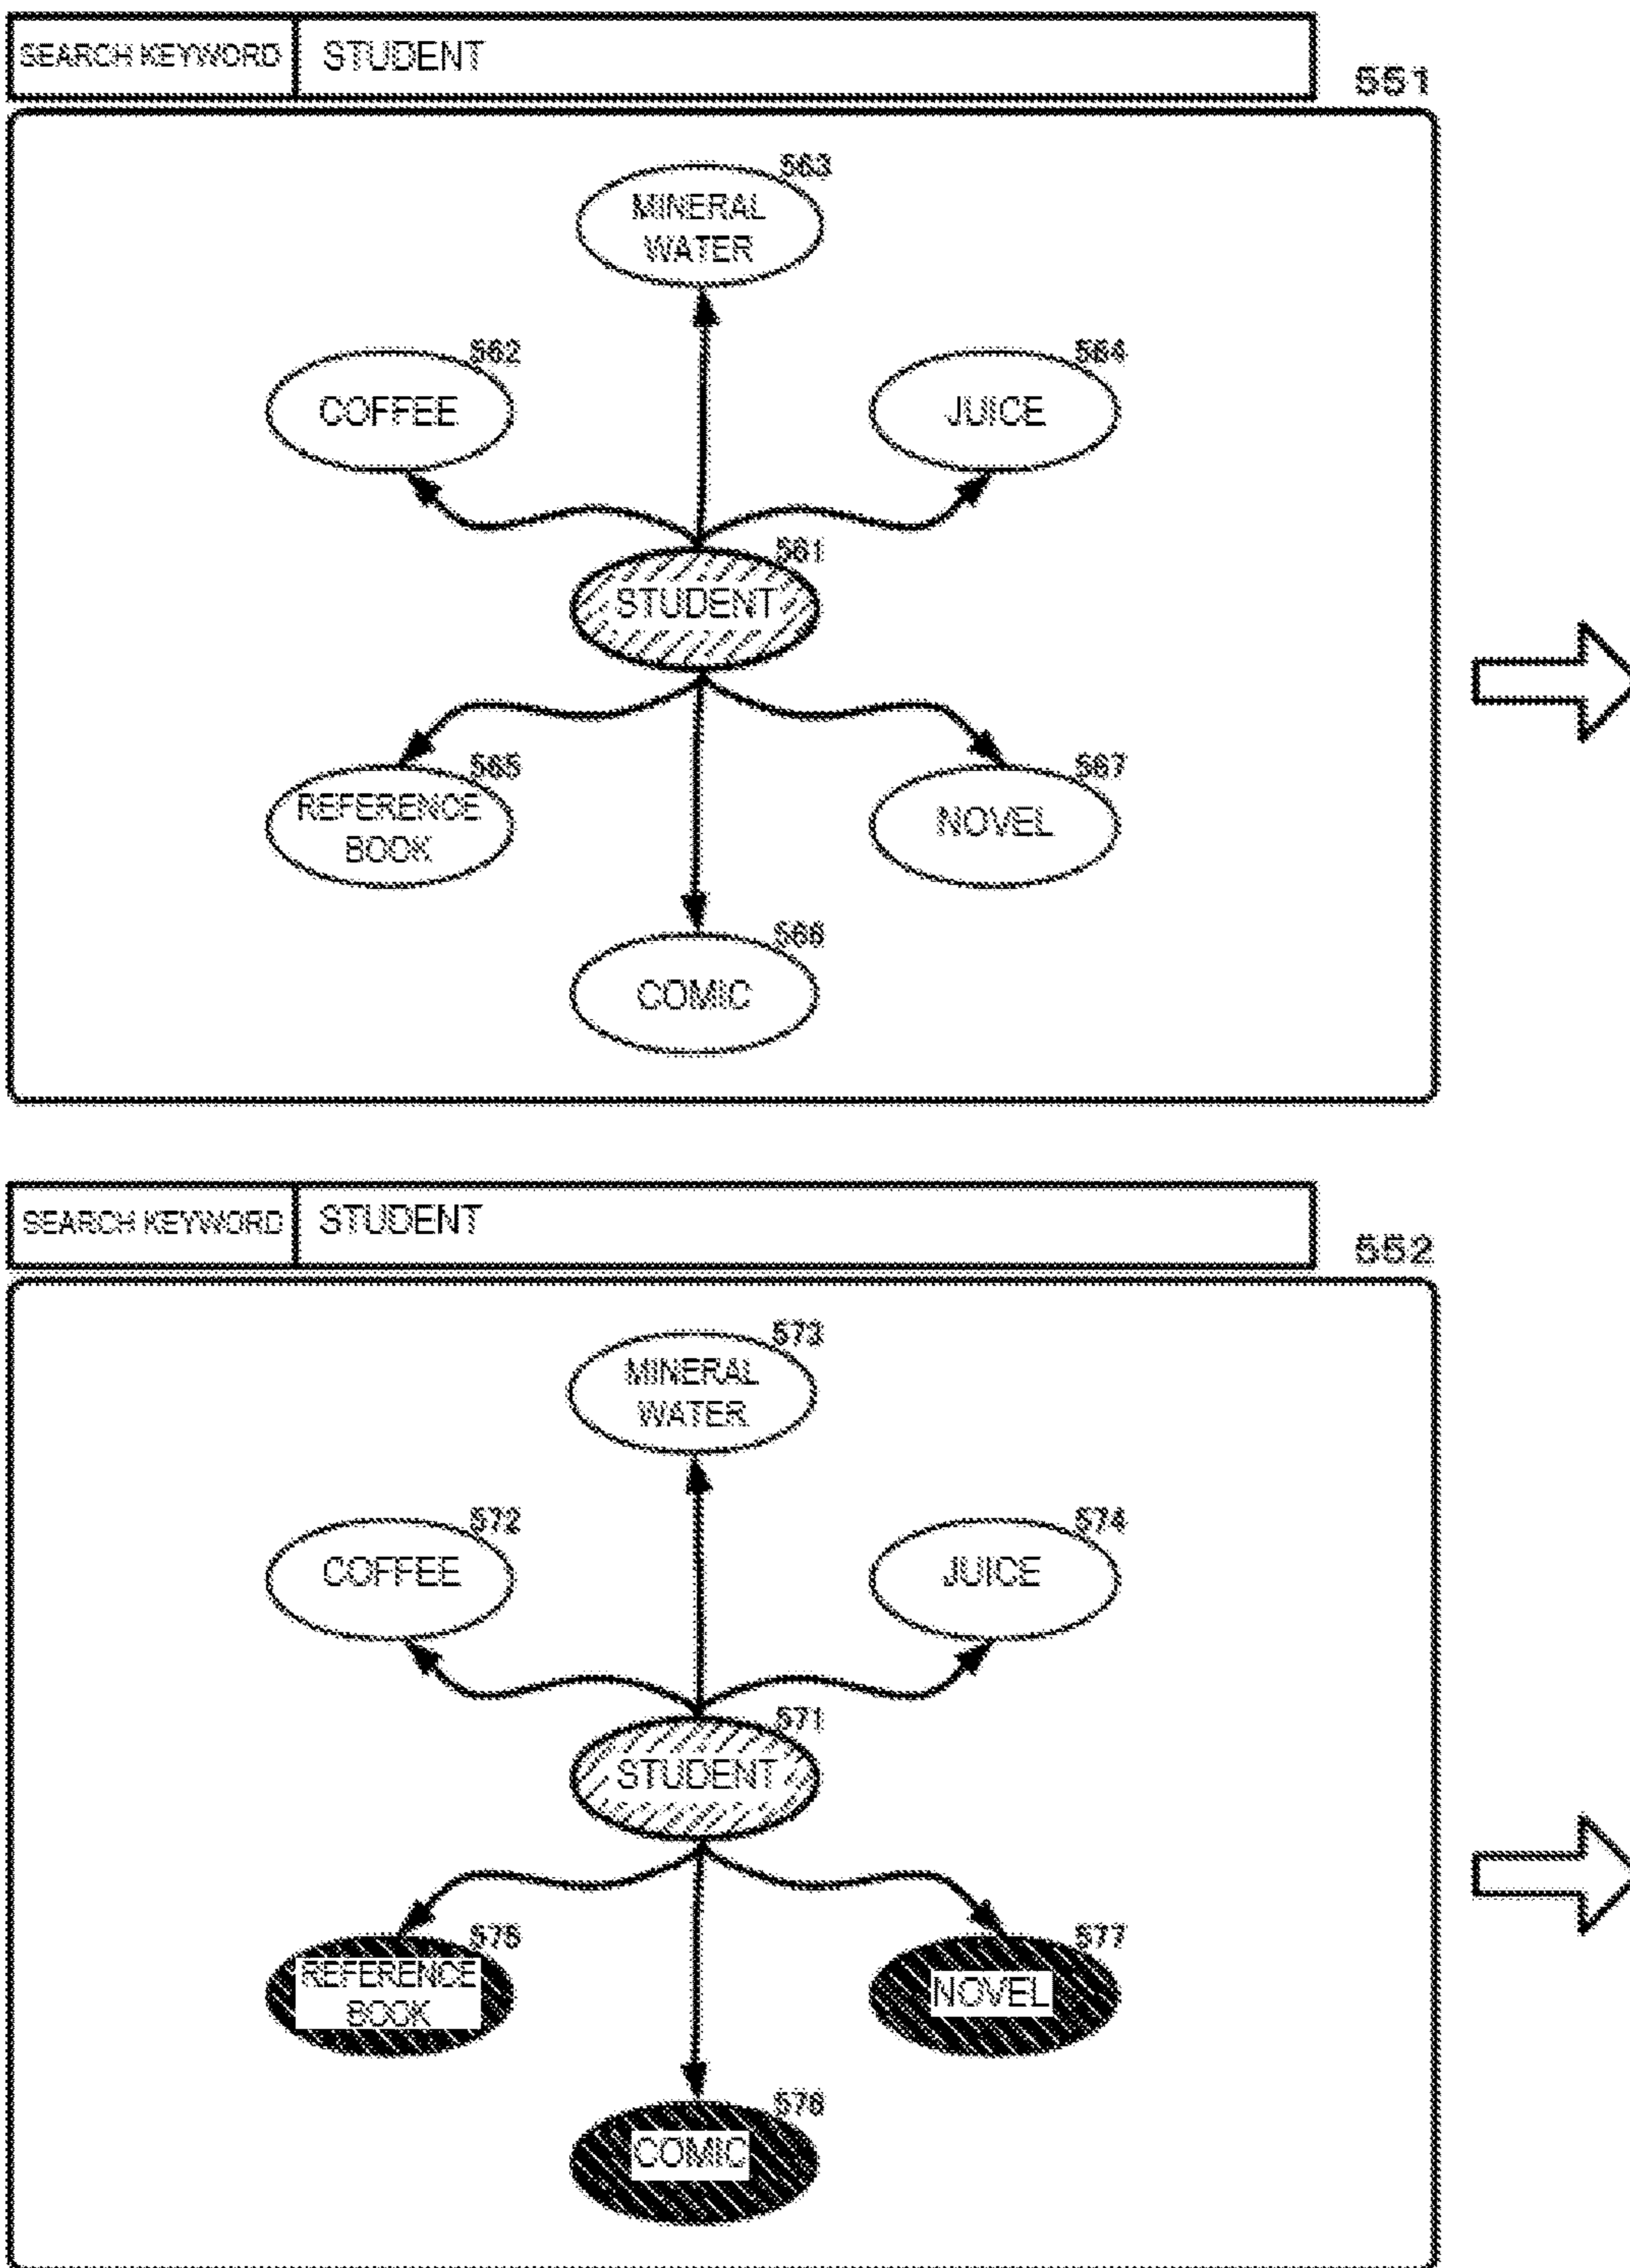 SEARCH KEYWORD STUDENT
551
563
MINERAL
WATER
562
COFFEE
564
JUICE
561
STUDENT
565
REFERENCE
BOOK
567
NOVEL
566
COMIC
SEARCH KEYWORD STUDENT
552
573
MINERAL
WATER
572
COFFEE
574
JUICE
571
STUDENT
575
REFERENCE
BOOK
577
NOVEL
576
COMIC